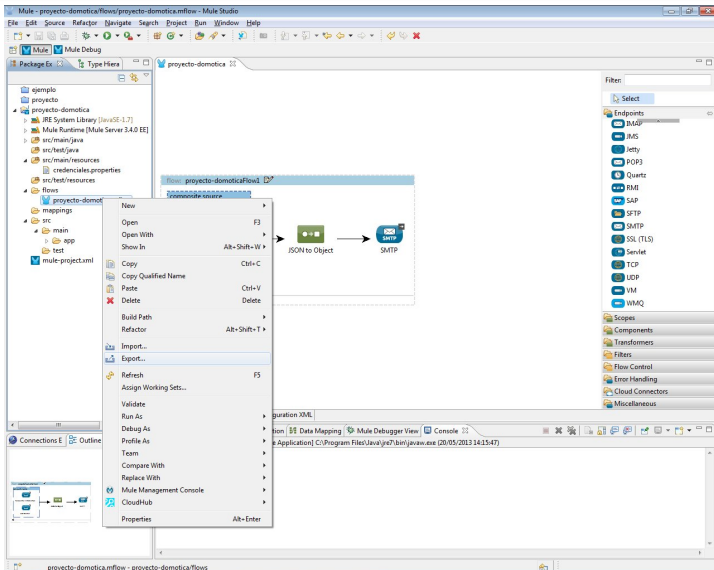 Mule - proyecto-domotica/flows/proyecto-domotica.mflow - Mule Studio
File Edit Source Refactor Navigate Search Project Run Window Help
Mule Mule Debug
Package Ex Type Hiera
proyecto-domotica
Filter:
Select
ejemplo
proyecto
proyecto-domotica
JRE System Library [JavaSE-1.7]
Mule Runtime [Mule Server 3.4.0 EE]
src/main/java
src/test/java
src/main/resources
credenciales.properties
src/test/resources
flows
mappings
src
main
app
test
mule-project.xml
flow: proyecto-domoticaFlow1
composite source
JSON to Object
SMTP
SMTP
New
Open F3
Open With
Show In Alt+Shift+W
Copy Ctrl+C
Copy Qualified Name
Paste Ctrl+V
Delete Delete
Build Path
Refactor Alt+Shift+T
Import...
Export...
Refresh F5
Assign Working Sets...
Validate
Run As
Debug As
Profile As
Team
Compare With
Replace With
Mule Management Console
CloudHub
Properties Alt+Enter
Endpoints
IMAP
JMS
Jetty
POP3
Quartz
RMI
SAP
SFTP
SMTP
SSL (TLS)
Servlet
TCP
UDP
VM
WMQ
Scopes
Components
Transformers
Filters
Flow Control
Error Handling
Cloud Connectors
Miscellaneous
Connections E Outline
Data Mapping Mule Debugger View Console
Application] C:\Program Files\Java\jre7\bin\javaw.exe (20/05/2013 14:15:47)
proyecto-domotica.mflow - proyecto-domotica/flows